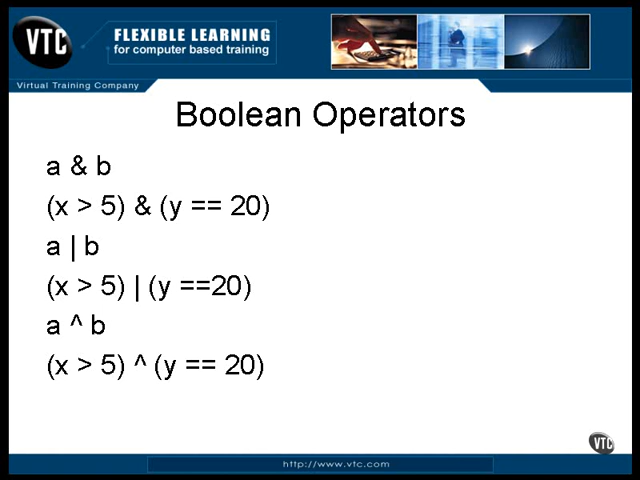 VTC
FLEXIBLE LEARNING
for computer based training
Virtual Training Company
Boolean Operators
a & b
(x > 5) & (y == 20)
a | b
(x > 5) | (y ==20)
a ^ b
(x > 5) ^ (y == 20)
VTC
http://www.vtc.com